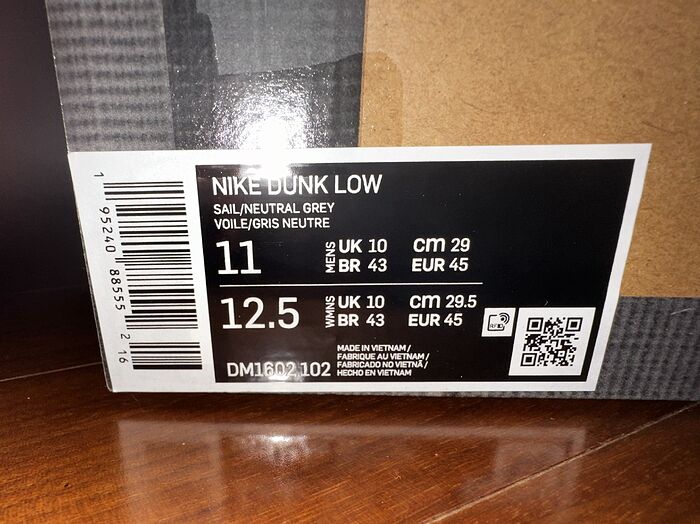 NIKE DUNK LOW
SAIL/NEUTRAL GREY
VOILE/GRIS NEUTRE
11
MENS
UK 10 cm 29
BR 43 EUR 45
12.5
WMNS
UK 10 cm 29.5
BR 43 EUR 45
DM1602.102
MADE IN VIETNAM /
FABRIQUE AU VIETNAM /
FABRICADO NO VIETNÃ /
HECHO EN VIETNAM
RFID
1 95240 88555 2 16